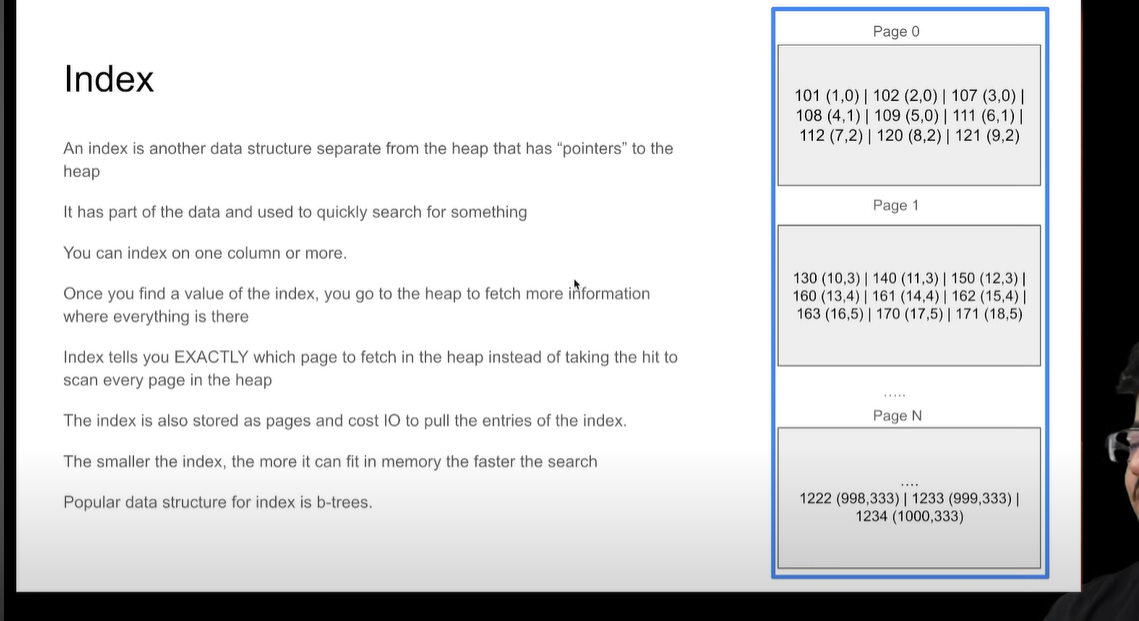 Index
An index is another data structure separate from the heap that has “pointers” to the
heap
It has part of the data and used to quickly search for something
You can index on one column or more.
Once you find a value of the index, you go to the heap to fetch more information
where everything is there
Index tells you EXACTLY which page to fetch in the heap instead of taking the hit to
scan every page in the heap
The index is also stored as pages and cost IO to pull the entries of the index.
The smaller the index, the more it can fit in memory the faster the search
Popular data structure for index is b-trees.
Page 0
101 (1,0) | 102 (2,0) | 107 (3,0) |
108 (4,1) | 109 (5,0) | 111 (6,1) |
112 (7,2) | 120 (8,2) | 121 (9,2)
Page 1
130 (10,3) | 140 (11,3) | 150 (12,3) |
160 (13,4) | 161 (14,4) | 162 (15,4) |
163 (16,5) | 170 (17,5) | 171 (18,5)
.....
Page N
....
1222 (998,333) | 1233 (999,333) |
1234 (1000,333)